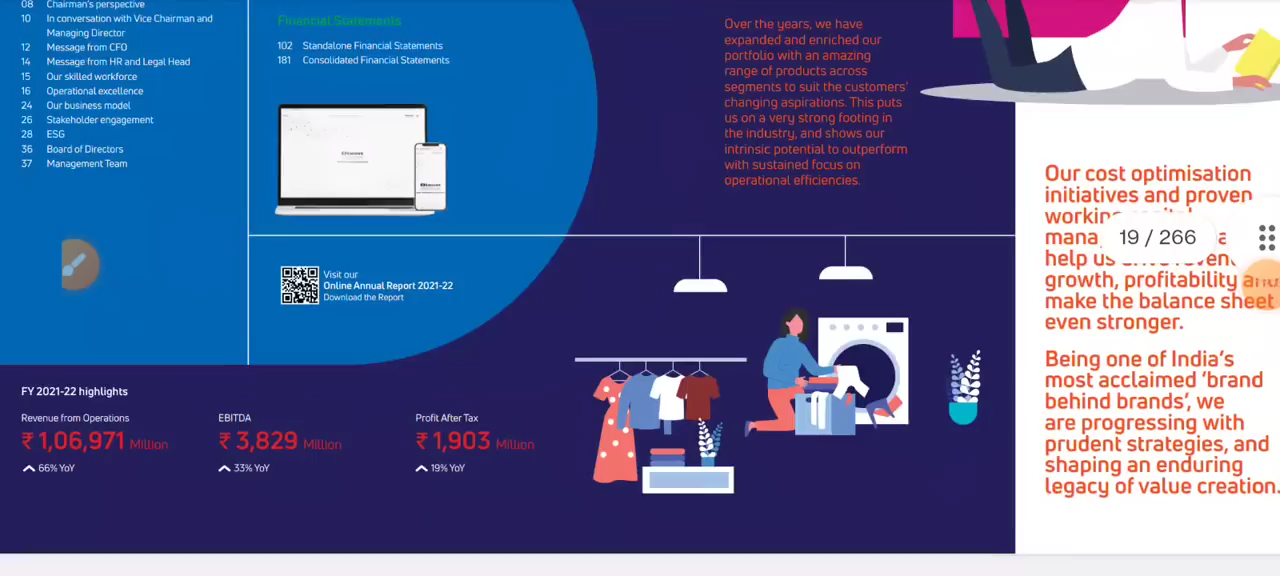 08 Chairman's perspective
10 In conversation with Vice Chairman and
Managing Director
12 Message from CFO
14 Message from HR and Legal Head
15 Our skilled workforce
16 Operational excellence
24 Our business model
26 Stakeholder engagement
28 ESG
36 Board of Directors
37 Management Team
Financial Statements
102 Standalone Financial Statements
181 Consolidated Financial Statements
Visit our
Online Annual Report 2021-22
Download the Report
FY 2021-22 highlights
Revenue from Operations
₹ 1,06,971 Million
66% YoY
EBITDA
₹ 3,829 Million
33% YoY
Profit After Tax
₹ 1,903 Million
19% YoY
Over the years, we have
expanded and enriched our
portfolio with an amazing
range of products across
segments to suit the customers'
changing aspirations. This puts
us on a very strong footing in
the industry, and shows our
intrinsic potential to outperform
with sustained focus on
operational efficiencies.
Our cost optimisation
initiatives and proven
help us
growth, profitability and
make the balance sheet
even stronger.
Being one of India's
most acclaimed 'brand
behind brands', we
are progressing with
prudent strategies, and
shaping an enduring
legacy of value creation.
19 / 266